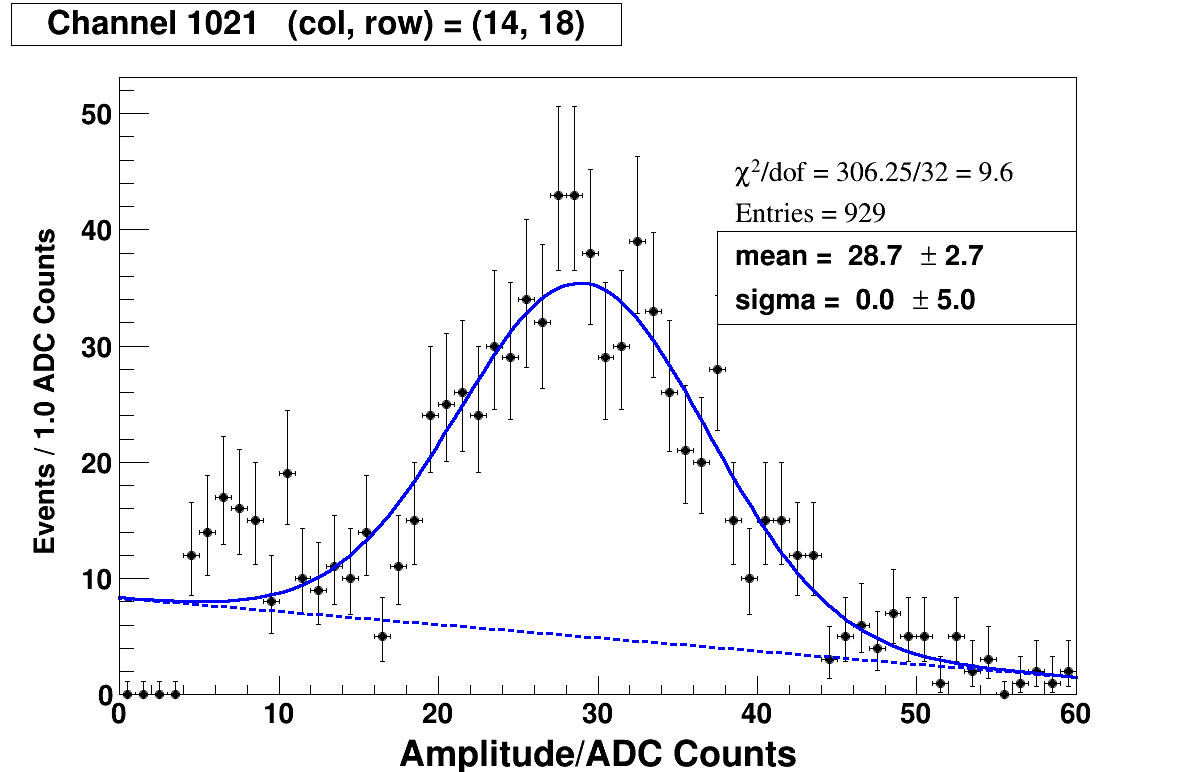 Channel 1021 (col, row) = (14, 18)
50
40
30
20
10
0
Events / 1.0 ADC Counts
χ²/dof = 306.25/32 = 9.6
Entries = 929
mean = 28.7 ± 2.7
sigma = 0.0 ± 5.0
0 10 20 30 40 50 60
Amplitude/ADC Counts